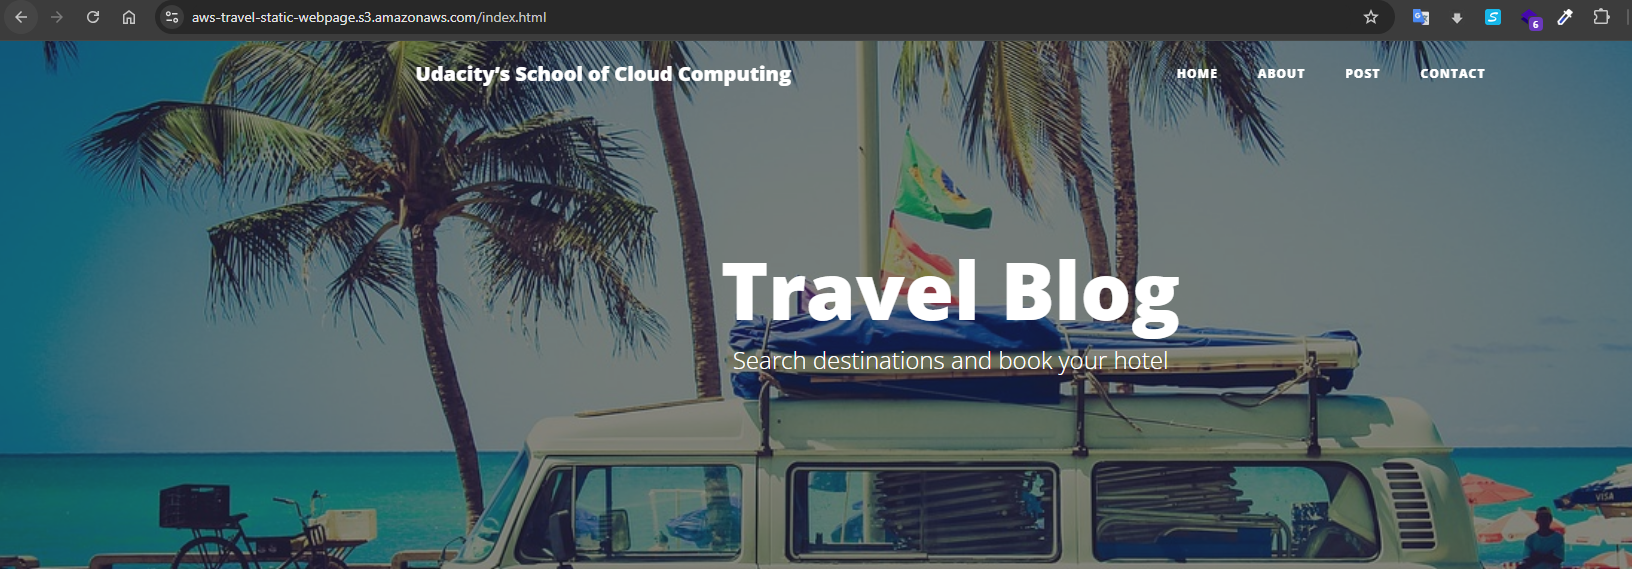 aws-travel-static-webpage.s3.amazonaws.com/index.html
6
Udacity’s School of Cloud Computing
HOME ABOUT POST CONTACT
Travel Blog
Search destinations and book your hotel
VISA